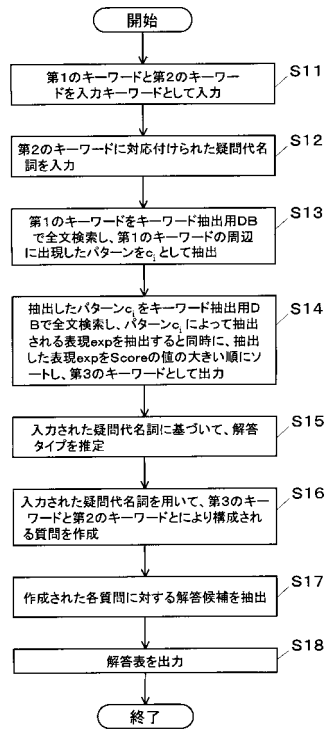 開始
第1のキーワードと第2のキーワー
ドを入力キーワードとして入力
S11
第2のキーワードに対応付けられた疑問代名
詞を入力
S12
第1のキーワードをキーワード抽出用DB
で全文検索し、第1のキーワードの周辺
に出現したパターンをciとして抽出
S13
抽出したパターンciをキーワード抽出用D
Bで全文検索し、パターンciによって抽出
される表現expを抽出すると同時に、抽出
した表現expをScoreの値の大きい順にソ
ートし、第3のキーワードとして出力
S14
入力された疑問代名詞に基づいて、解答
タイプを推定
S15
入力された疑問代名詞を用いて、第3のキー
ワードと第2のキーワードとにより構成され
る質問を作成
S16
作成された各質問に対する解答候補を抽出
S17
解答表を出力
S18
終了